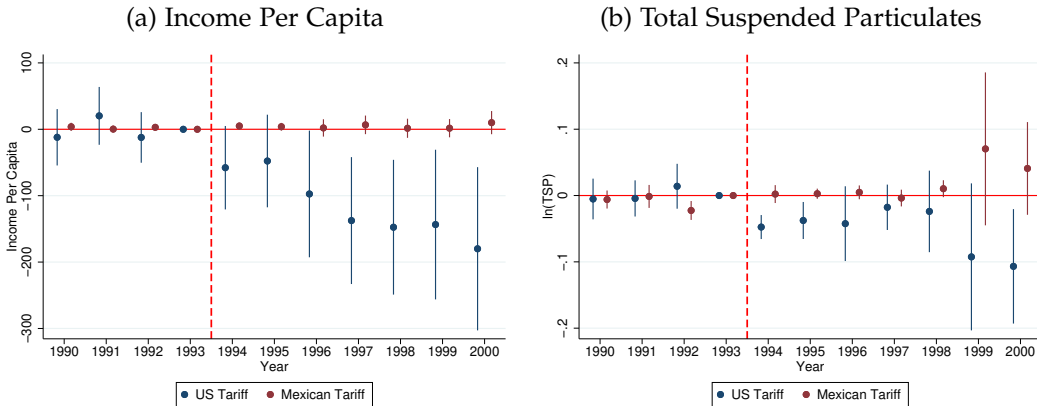 (a) Income Per Capita
Income Per Capita
100
0
-100
-200
-300
1990 1991 1992 1993 1994 1995 1996 1997 1998 1999 2000
Year
US Tariff Mexican Tariff
(b) Total Suspended Particulates
ln(TSP)
.2
.1
0
-.1
-.2
1990 1991 1992 1993 1994 1995 1996 1997 1998 1999 2000
Year
US Tariff Mexican Tariff